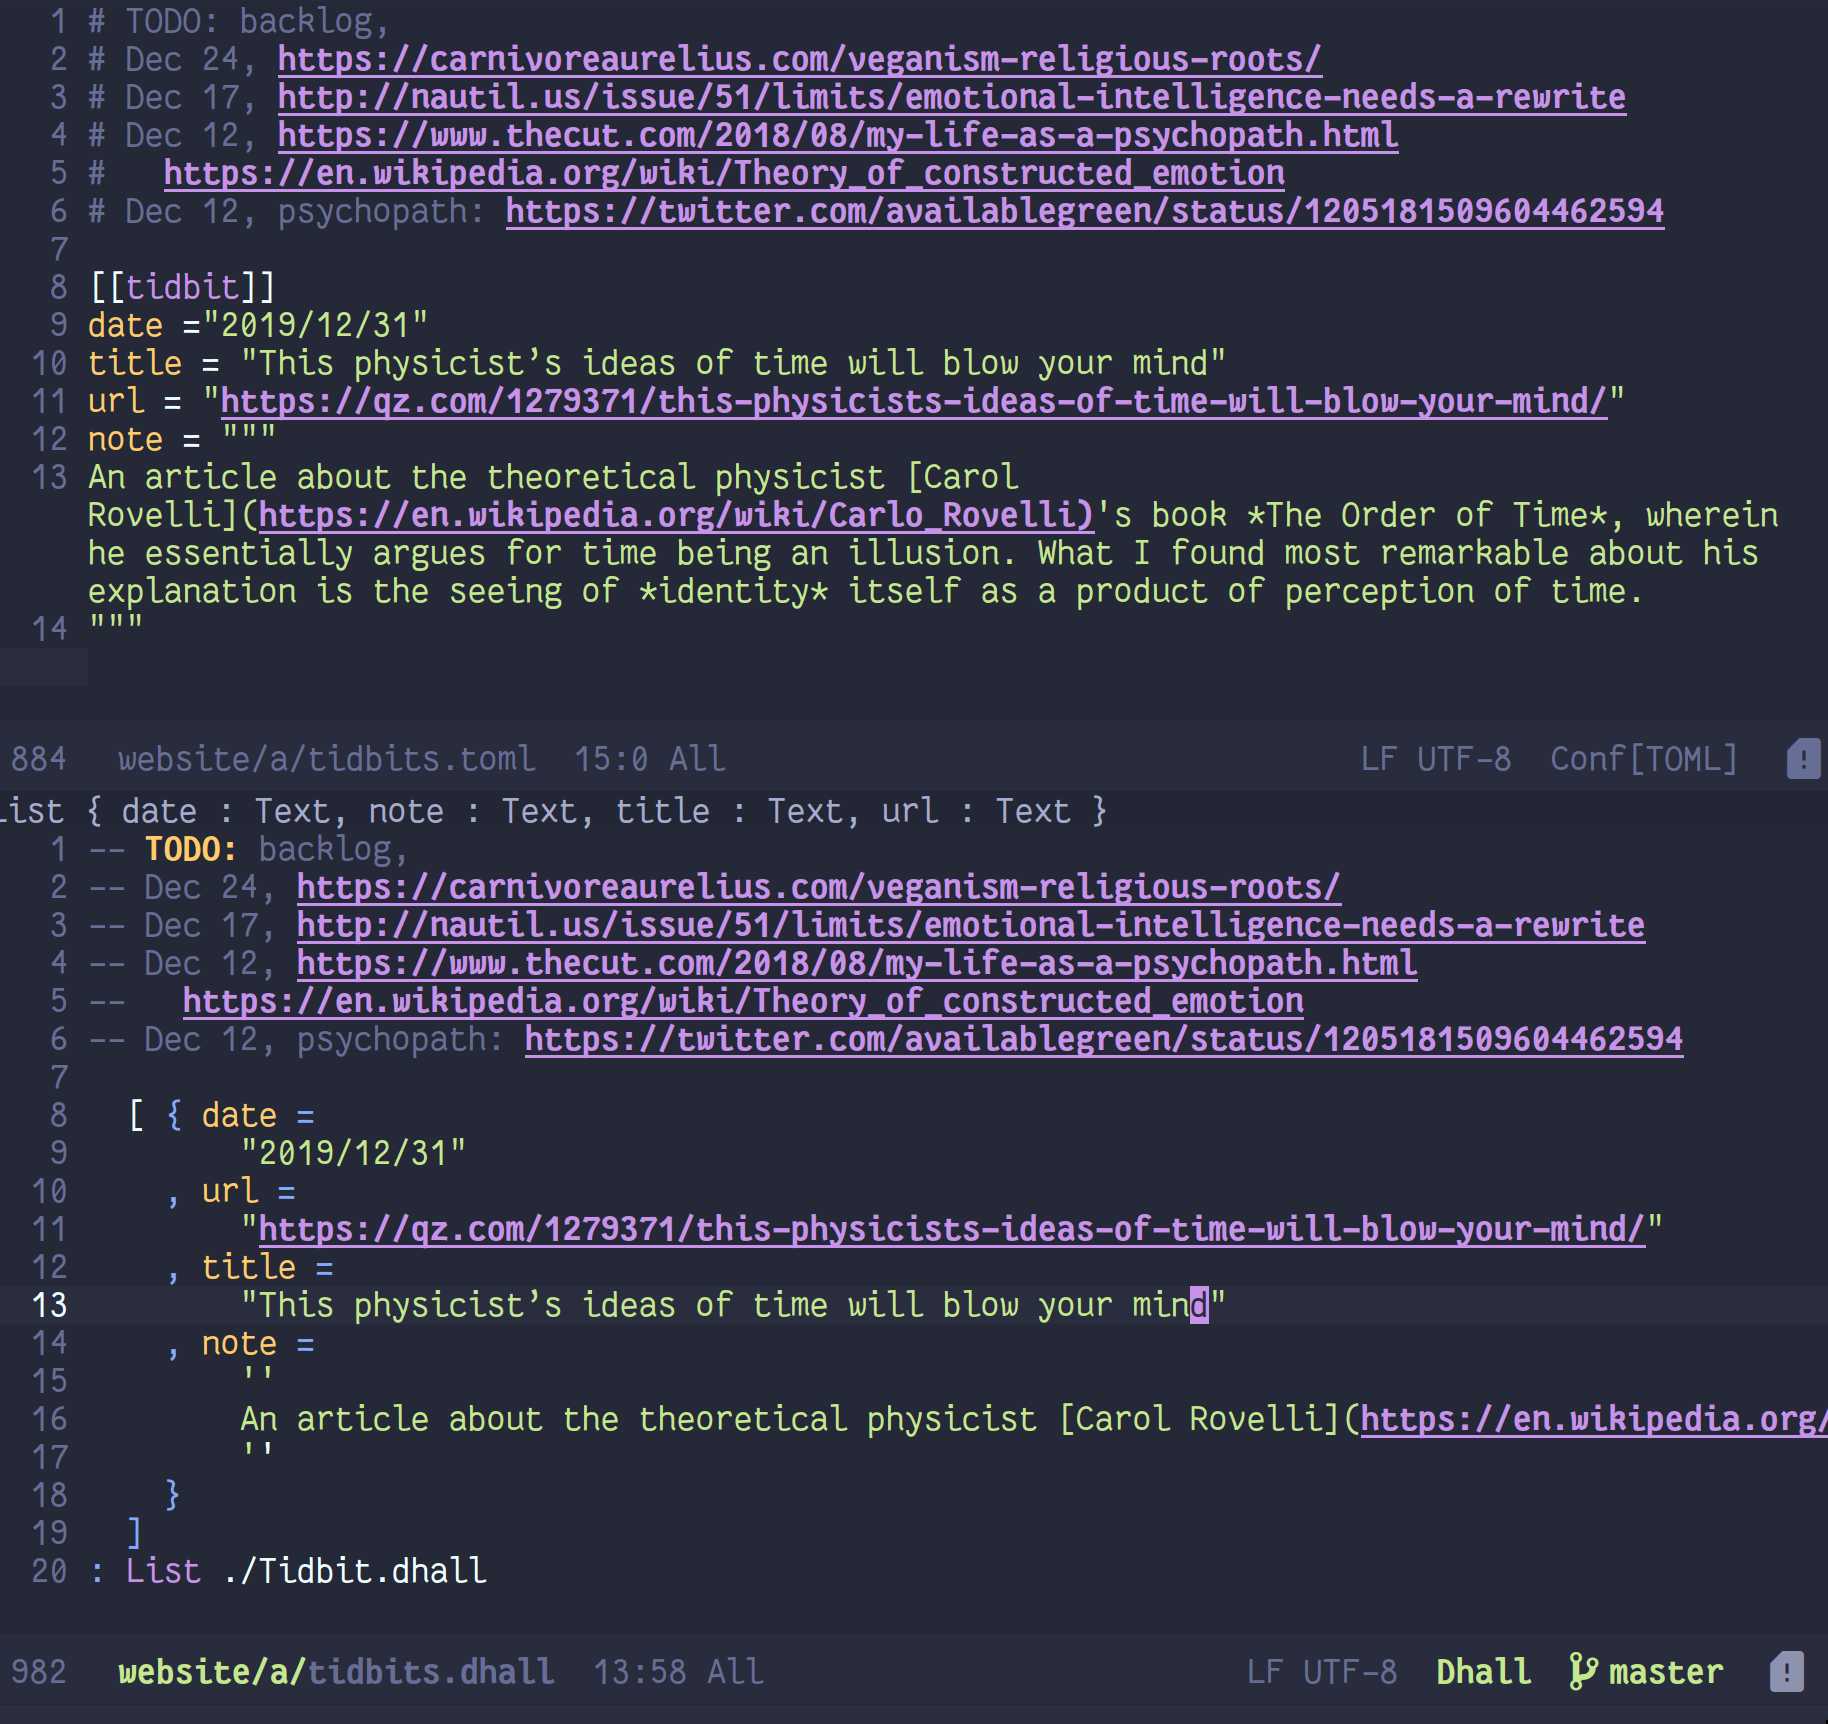 1 # TODO: backlog,
2 # Dec 24, https://carnivoreaurelius.com/veganism-religious-roots/
3 # Dec 17, http://nautil.us/issue/51/limits/emotional-intelligence-needs-a-rewrite
4 # Dec 12, https://www.thecut.com/2018/08/my-life-as-a-psychopath.html
5 #   https://en.wikipedia.org/wiki/Theory_of_constructed_emotion
6 # Dec 12, psychopath: https://twitter.com/availablegreen/status/1205181509604462594
7
8 [[tidbit]]
9 date ="2019/12/31"
10 title = "This physicist’s ideas of time will blow your mind"
11 url = "https://qz.com/1279371/this-physicists-ideas-of-time-will-blow-your-mind/"
12 note = """
13 An article about the theoretical physicist [Carol
Rovelli](https://en.wikipedia.org/wiki/Carlo_Rovelli)'s book *The Order of Time*, wherein
he essentially argues for time being an illusion. What I found most remarkable about his
explanation is the seeing of *identity* itself as a product of perception of time.
14 """
884 website/a/tidbits.toml 15:0 All LF UTF-8 Conf[TOML]
ist { date : Text, note : Text, title : Text, url : Text }
1 -- TODO: backlog,
2 -- Dec 24, https://carnivoreaurelius.com/veganism-religious-roots/
3 -- Dec 17, http://nautil.us/issue/51/limits/emotional-intelligence-needs-a-rewrite
4 -- Dec 12, https://www.thecut.com/2018/08/my-life-as-a-psychopath.html
5 --   https://en.wikipedia.org/wiki/Theory_of_constructed_emotion
6 -- Dec 12, psychopath: https://twitter.com/availablegreen/status/1205181509604462594
7
8   [ { date =
9         "2019/12/31"
10     , url =
11         "https://qz.com/1279371/this-physicists-ideas-of-time-will-blow-your-mind/"
12     , title =
13         "This physicist’s ideas of time will blow your mind"
14     , note =
15         ''
16         An article about the theoretical physicist [Carol Rovelli](https://en.wikipedia.org/
17         ''
18     }
19   ]
20 : List ./Tidbit.dhall
982 website/a/tidbits.dhall 13:58 All LF UTF-8 Dhall master